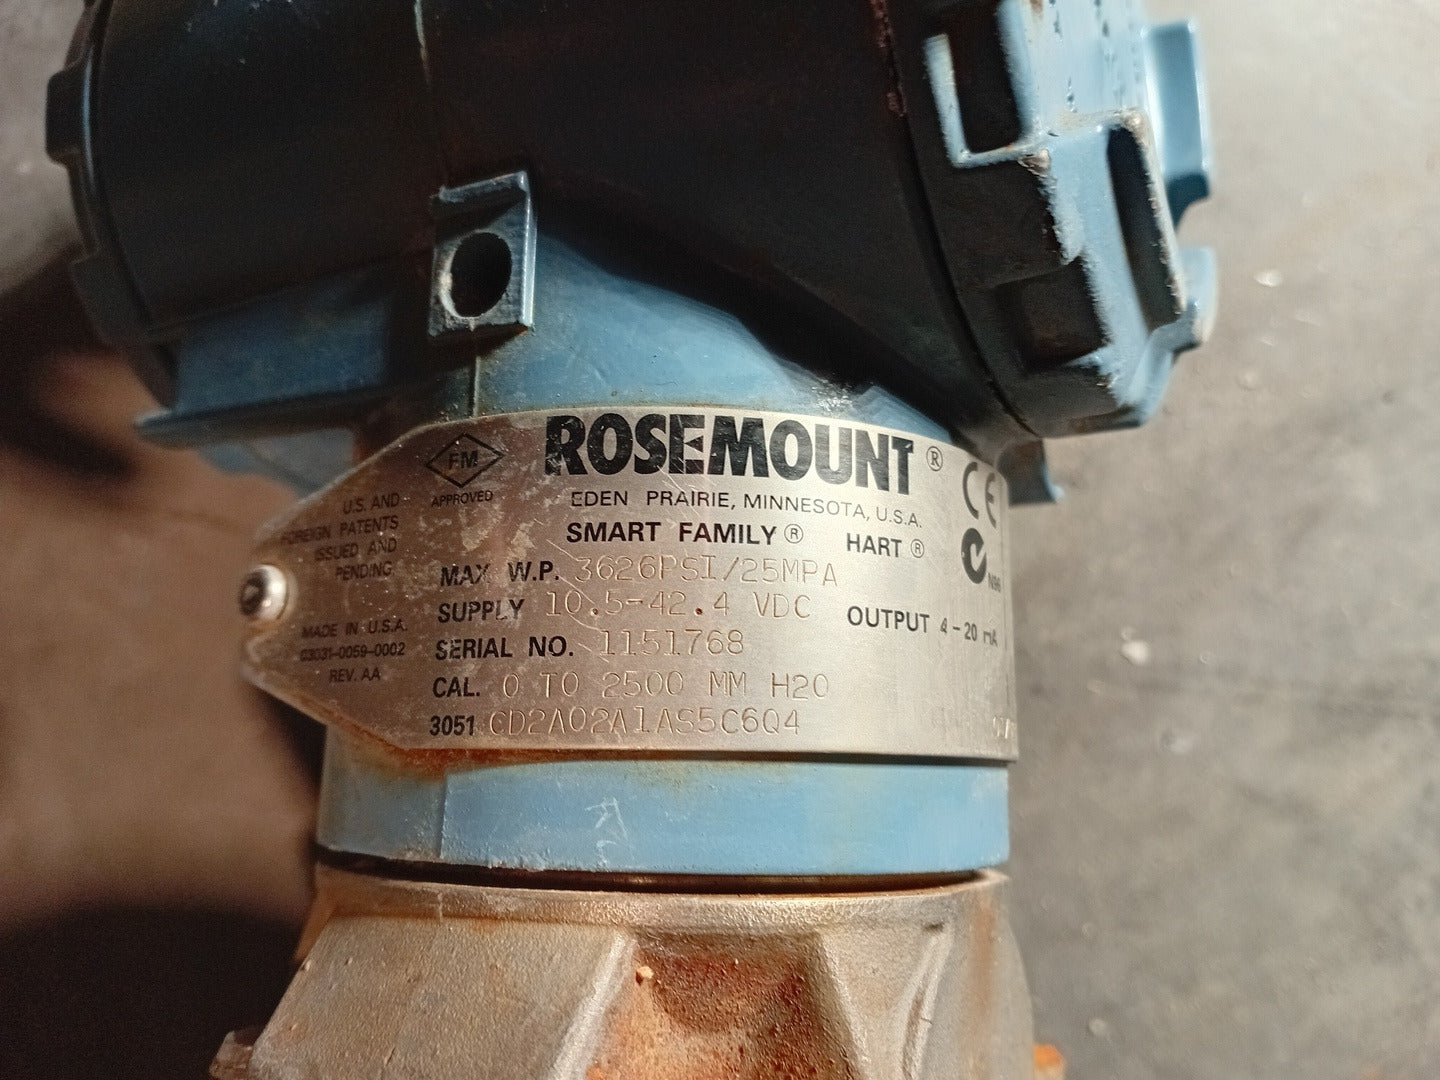 FM
APPROVED
ROSEMOUNT®
EDEN PRAIRIE, MINNESOTA, U.S.A.
SMART FAMILY® HART®
CE
N96
U.S. AND
FOREIGN PATENTS
ISSUED AND
PENDING
MADE IN U.S.A.
03031-0059-0002
REV. AA
MAX W.P. 3626PSI/25MPA
SUPPLY 10.5-42.4 VDC
OUTPUT 4-20 mA
SERIAL NO. 1151768
CAL. 0 TO 2500 MM H2O
3051 CD2A02A1AS5C6Q4